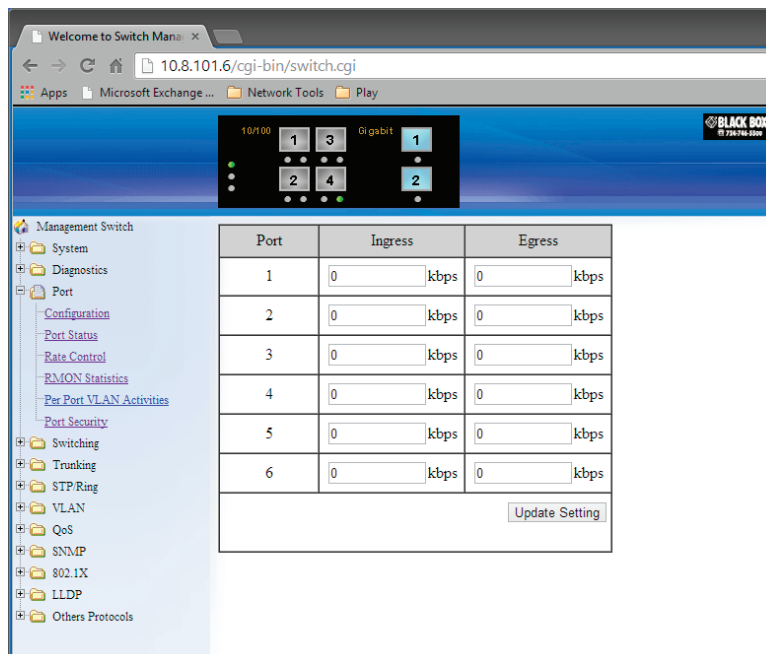 Welcome to Switch Mana
10.8.101.6/cgi-bin/switch.cgi
Apps Microsoft Exchange ... Network Tools Play
10/100 1 3 Gigabit 1
2 4 2
BLACK BOX
724-746-5500
Management Switch
System
Diagnostics
Port
Configuration
Port Status
Rate Control
RMON Statistics
Per Port VLAN Activities
Port Security
Switching
Trunking
STP/Ring
VLAN
QoS
SNMP
802.1X
LLDP
Others Protocols
Port Ingress Egress
1 0 kbps 0 kbps
2 0 kbps 0 kbps
3 0 kbps 0 kbps
4 0 kbps 0 kbps
5 0 kbps 0 kbps
6 0 kbps 0 kbps
Update Setting